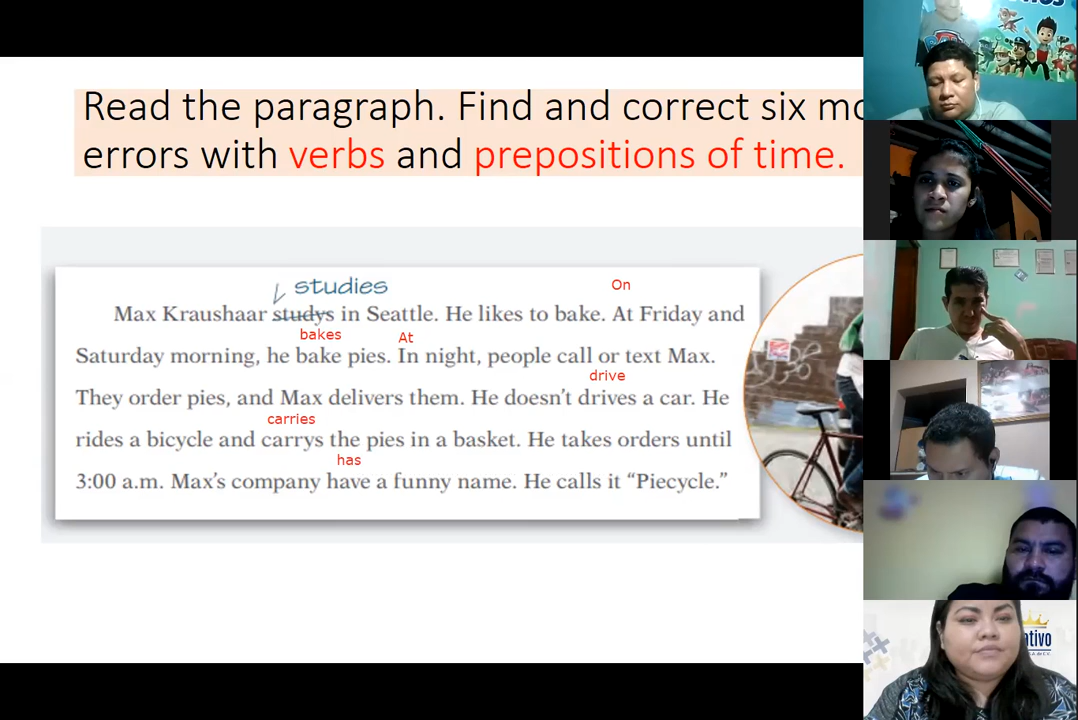 Read the paragraph. Find and correct six
errors with verbs and prepositions of time.
studies
On
Max Kraushaar studys in Seattle. He likes to bake. At Friday and
bakes
At
Saturday morning, he bake pies. In night, people call or text Max.
drive
They order pies, and Max delivers them. He doesn't drives a car. He
carries
rides a bicycle and carrys the pies in a basket. He takes orders until
has
3:00 a.m. Max's company have a funny name. He calls it “Piecycle.”